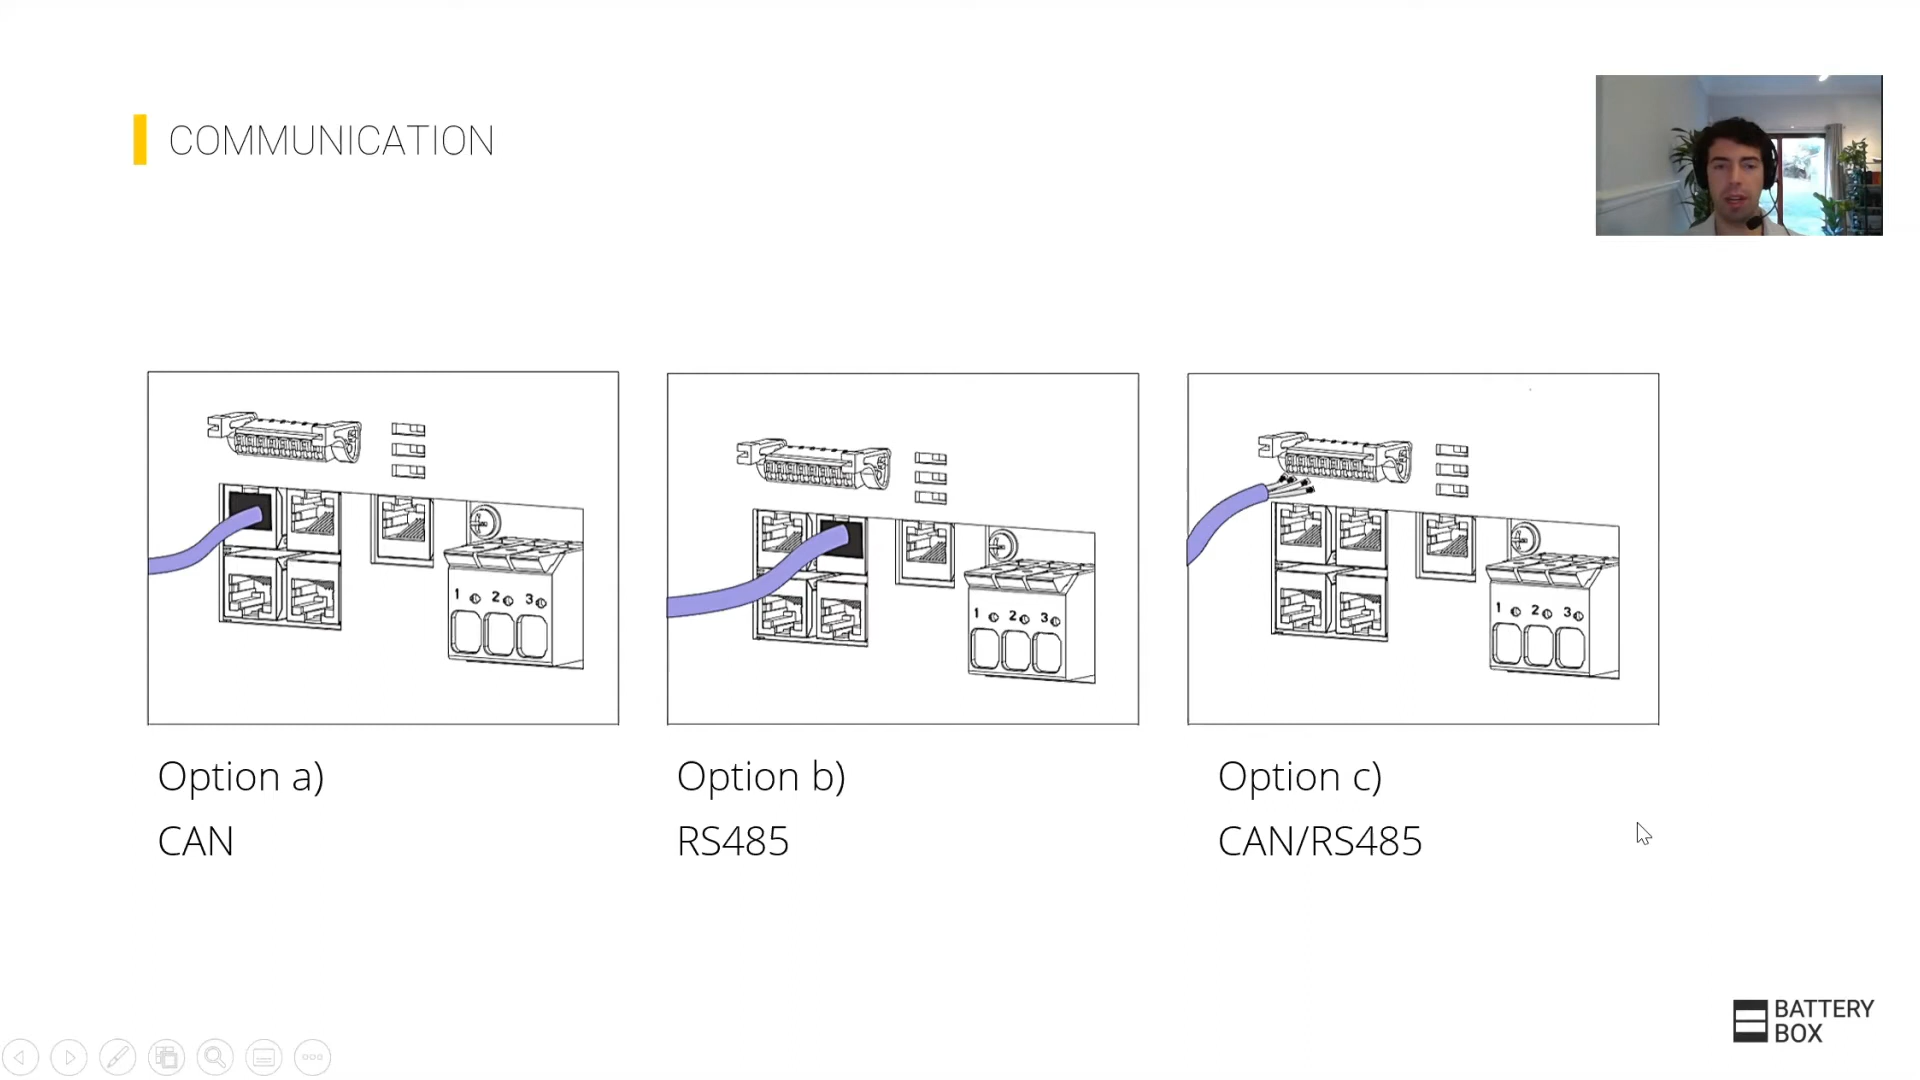 COMMUNICATION
1 2 3
1 2 3
1 2 3
Option a)
CAN
Option b)
RS485
Option c)
CAN/RS485
BATTERY
BOX